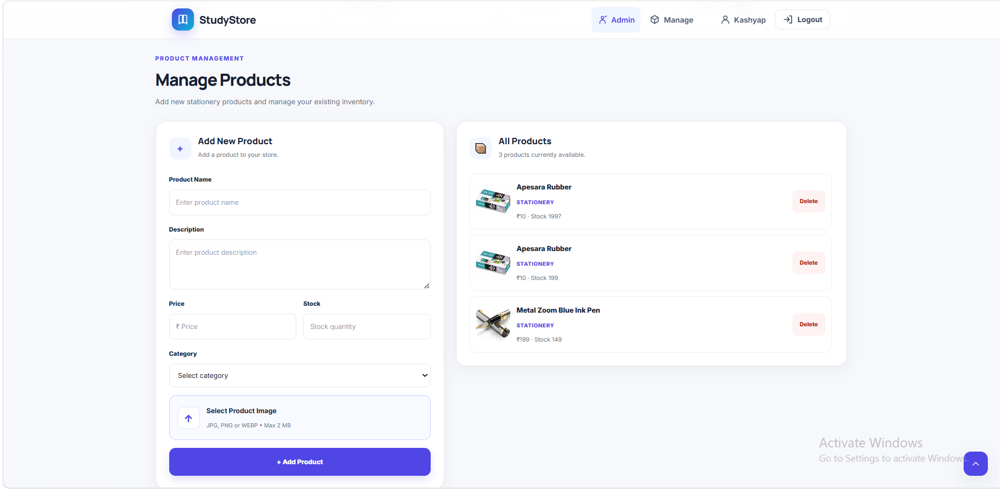 StudyStore
Admin
Manage
Kashyap
Logout
PRODUCT MANAGEMENT
Manage Products
Add new stationery products and manage your existing inventory.
+
Add New Product
Add a product to your store.
Product Name
Enter product name
Description
Enter product description
Price
Stock
₹ Price
Stock quantity
Category
Select category
Select Product Image
JPG, PNG or WEBP • Max 2 MB
+ Add Product
All Products
3 products currently available.
Apesara Rubber
STATIONERY
₹10 · Stock 1997
Delete
Apesara Rubber
STATIONERY
₹10 · Stock 199
Delete
Metal Zoom Blue Ink Pen
STATIONERY
₹199 · Stock 149
Delete
Activate Windows
Go to Settings to activate Windows.